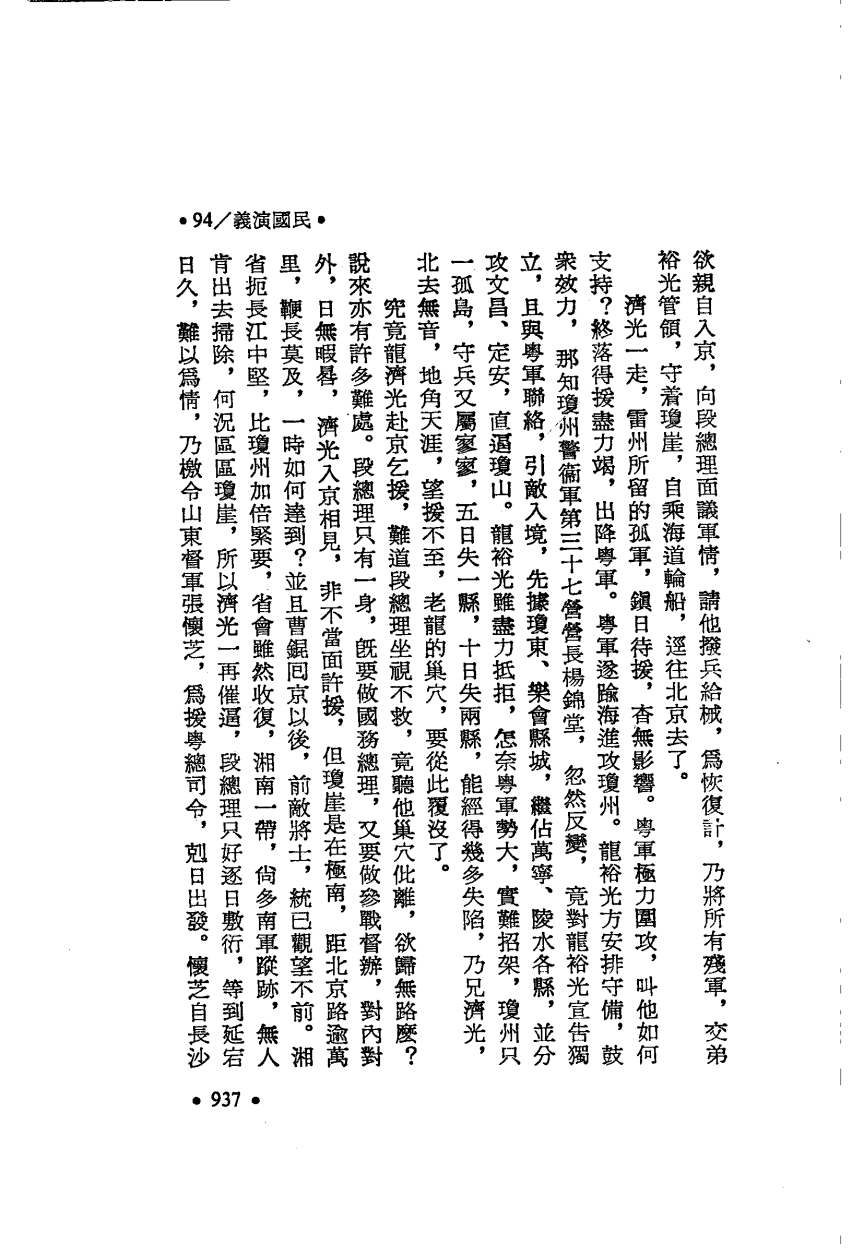 •民國演義／94•
欲親自入京，向段總理面議軍情，請他撥兵給械，爲恢復計，乃將所有殘軍，交弟
裕光管領，守着瓊崖，自乘海道輪船，逕往北京去了。
濟光一走，雷州所留的孤軍，鎮日待援，杳無影響。粵軍極力圍攻，叫他如何
支持？終落得援盡力竭，出降粵軍。粵軍遂踰海進攻瓊州。龍裕光方安排守備，鼓
衆效力，那知瓊州警衞軍第三十七營營長楊錦堂，忽然反變，竟對龍裕光宣告獨
立，且與粵軍聯絡，引敵入境，先據瓊東、樂會縣城，繼佔萬寧、陵水各縣，並分
攻文昌、定安，直逼瓊山。龍裕光雖盡力抵拒，怎奈粵軍勢大，實難招架，瓊州只
一孤島，守兵又屬寥寥，五日失一縣，十日失兩縣，能經得幾多失陷，乃兄濟光，
北去無音，地角天涯，望援不至，老龍的巢穴，要從此覆沒了。
究竟龍濟光赴京乞援，難道段總理坐視不救，竟聽他巢穴仳離，欲歸無路麼？
說來亦有許多難處。段總理只有一身，既要做國務總理，又要做參戰督辦，對內對
外，日無暇晷，濟光入京相見，非不當面許援，但瓊崖是在極南，距北京路逾萬
里，鞭長莫及，一時如何達到？並且曹錕回京以後，前敵將士，統已觀望不前。湘
省扼長江中堅，比瓊州加倍緊要，省會雖然收復，湘南一帶，尙多南軍蹤跡，無人
肯出去掃除，何況區區瓊崖，所以濟光一再催逼，段總理只好逐日敷衍，等到延宕
日久，難以爲情，乃檄令山東督軍張懷芝，爲援粵總司令，剋日出發。懷芝自長沙
•937•